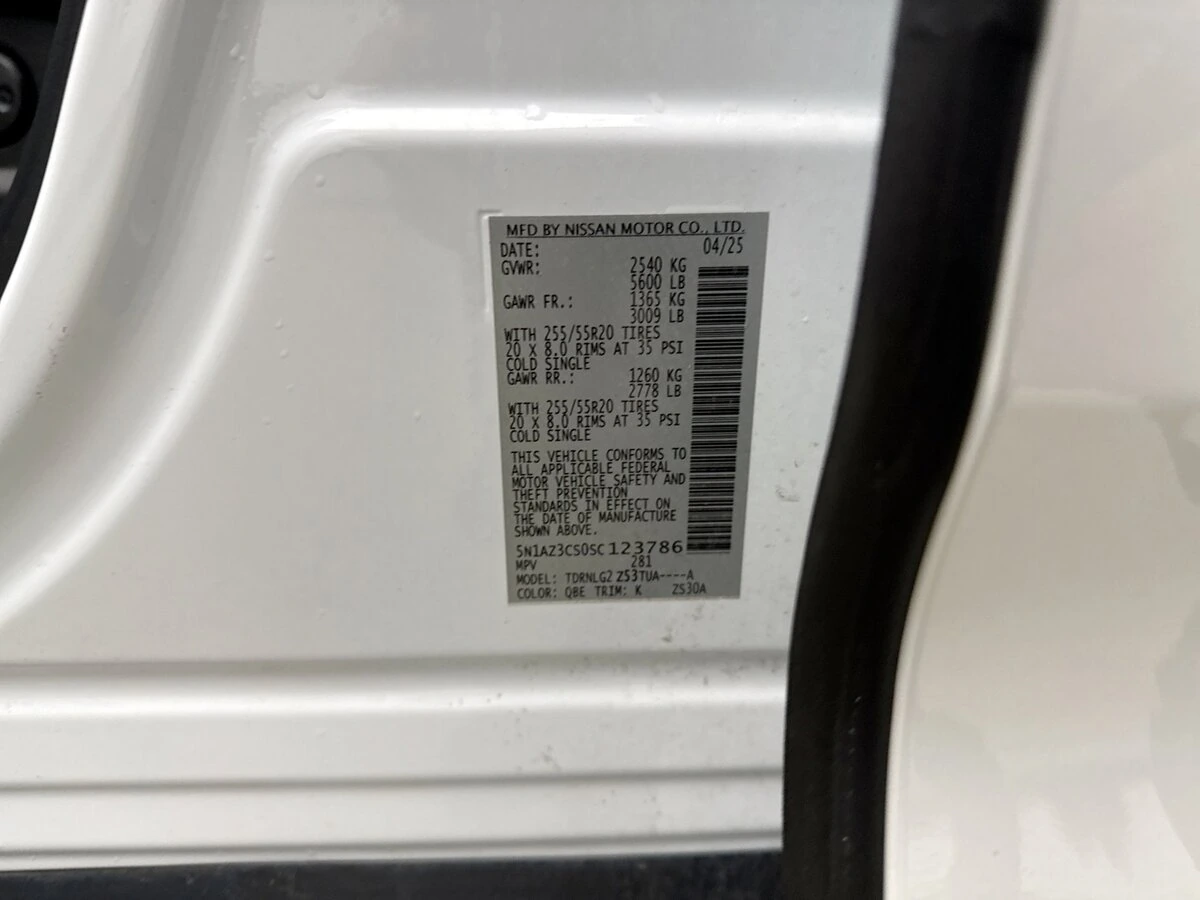 MFD BY NISSAN MOTOR CO., LTD.
DATE: 04/25
GVWR: 2540 KG
5600 LB
GAWR FR.: 1365 KG
3009 LB
WITH 255/55R20 TIRES
20 X 8.0 RIMS AT 35 PSI
COLD SINGLE
GAWR RR.: 1260 KG
2778 LB
WITH 255/55R20 TIRES
20 X 8.0 RIMS AT 35 PSI
COLD SINGLE
THIS VEHICLE CONFORMS TO
ALL APPLICABLE FEDERAL
MOTOR VEHICLE SAFETY AND
THEFT PREVENTION
STANDARDS IN EFFECT ON
THE DATE OF MANUFACTURE
SHOWN ABOVE.
5N1AZ3CS0SC123786
MPV 281
MODEL: TDRNLG2 Z53TUA----A
COLOR: QBE TRIM: K ZS30A